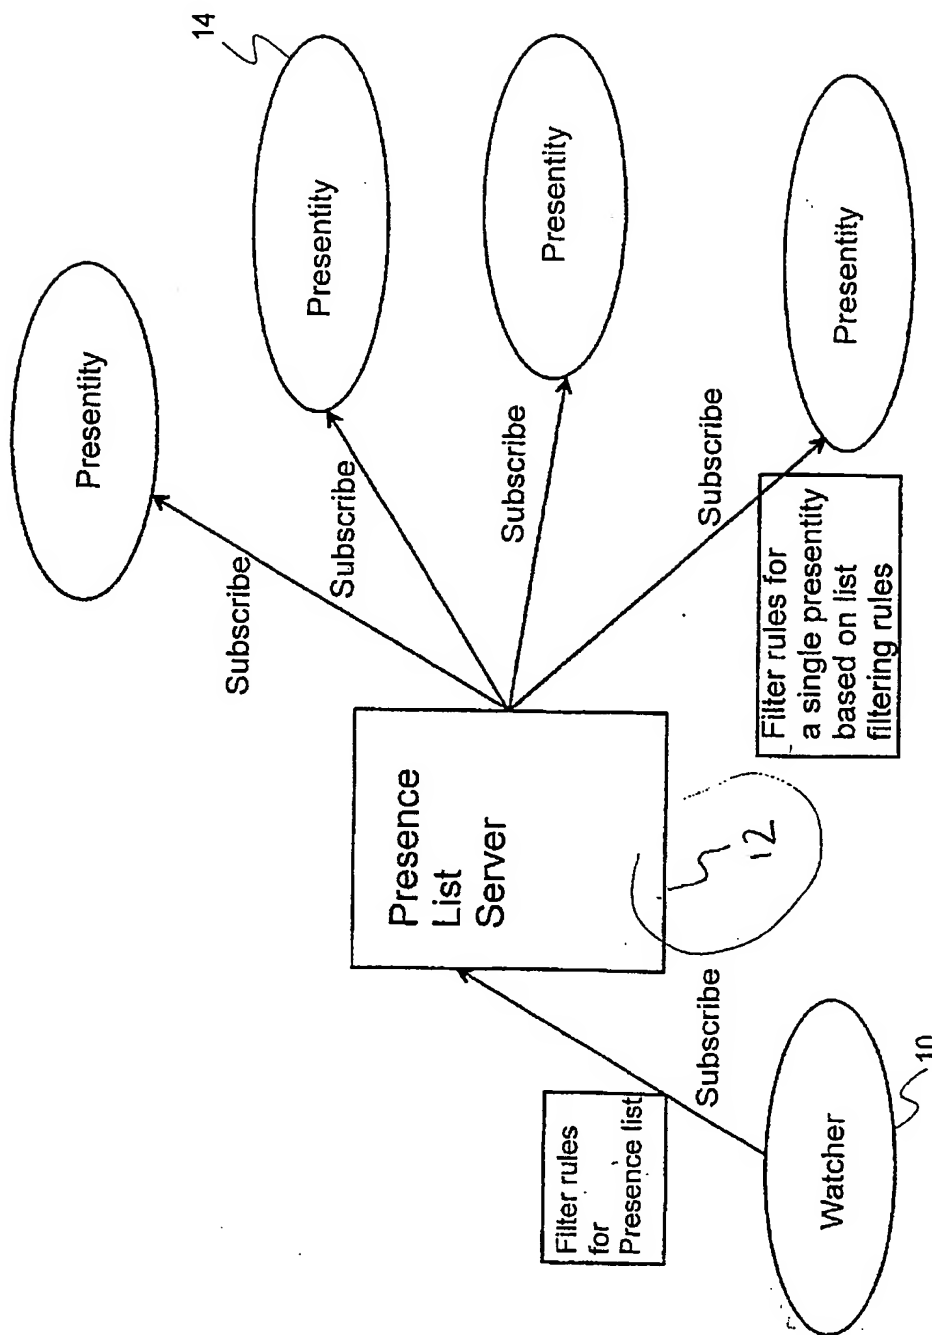 14
Presentity
Presentity
Presentity
Presentity
Subscribe
Subscribe
Subscribe
Subscribe
Filter rules for
a single presentity
based on list
filtering rules
Presence
List
Server
12
Subscribe
Filter rules
for
Presence list
Watcher
10